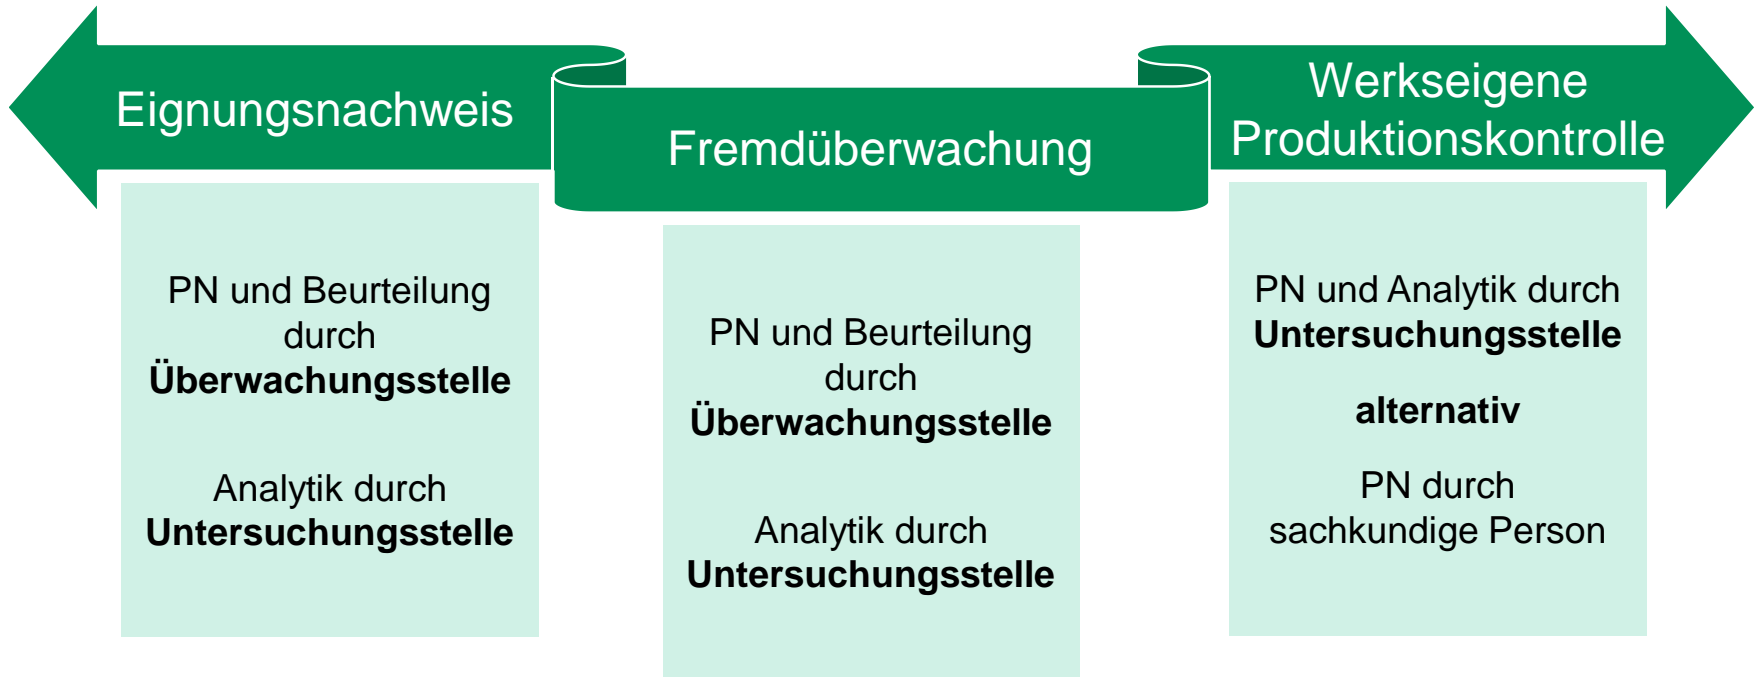 Eignungsnachweis
PN und Beurteilung
durch
Überwachungsstelle
Analytik durch
Untersuchungsstelle
Fremdüberwachung
PN und Beurteilung
durch
Überwachungsstelle
Analytik durch
Untersuchungsstelle
Werkseigene
Produktionskontrolle
PN und Analytik durch
Untersuchungsstelle
alternativ
PN durch
sachkundige Person